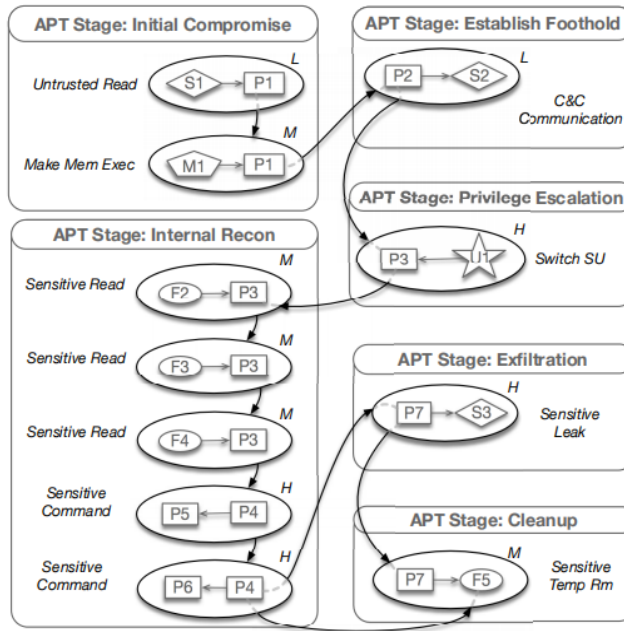 APT Stage: Initial Compromise
L
Untrusted Read
S1
P1
M
Make Mem Exec
M1
P1
APT Stage: Establish Foothold
L
P2
S2
C&C
Communication
APT Stage: Privilege Escalation
H
P3
U1
Switch SU
APT Stage: Internal Recon
M
Sensitive Read
F2
P3
M
Sensitive Read
F3
P3
M
Sensitive Read
F4
P3
H
Sensitive
Command
P5
P4
H
Sensitive
Command
P6
P4
APT Stage: Exfiltration
H
P7
S3
Sensitive
Leak
APT Stage: Cleanup
M
P7
F5
Sensitive
Temp Rm